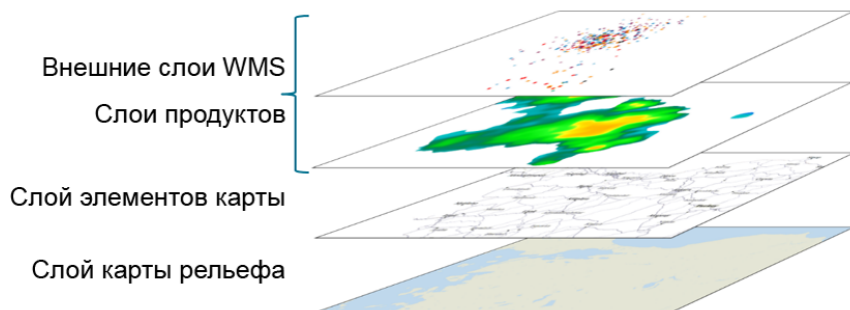 Внешние слои WMS
Слои продуктов
Слой элементов карты
Слой карты рельефа